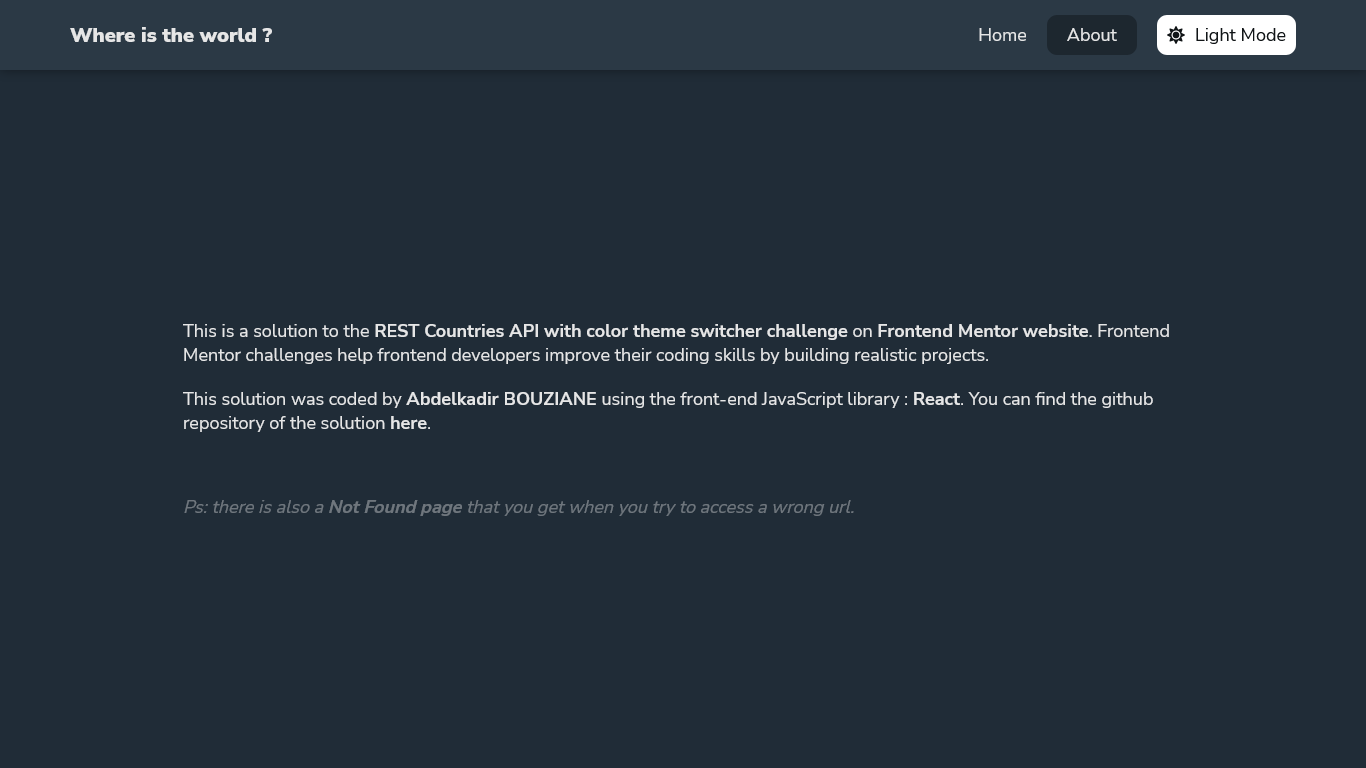 Where is the world ?
Home
About
Light Mode
This is a solution to the REST Countries API with color theme switcher challenge on Frontend Mentor website. Frontend
Mentor challenges help frontend developers improve their coding skills by building realistic projects.
This solution was coded by Abdelkadir BOUZIANE using the front-end JavaScript library : React. You can find the github
repository of the solution here.
Ps: there is also a Not Found page that you get when you try to access a wrong url.